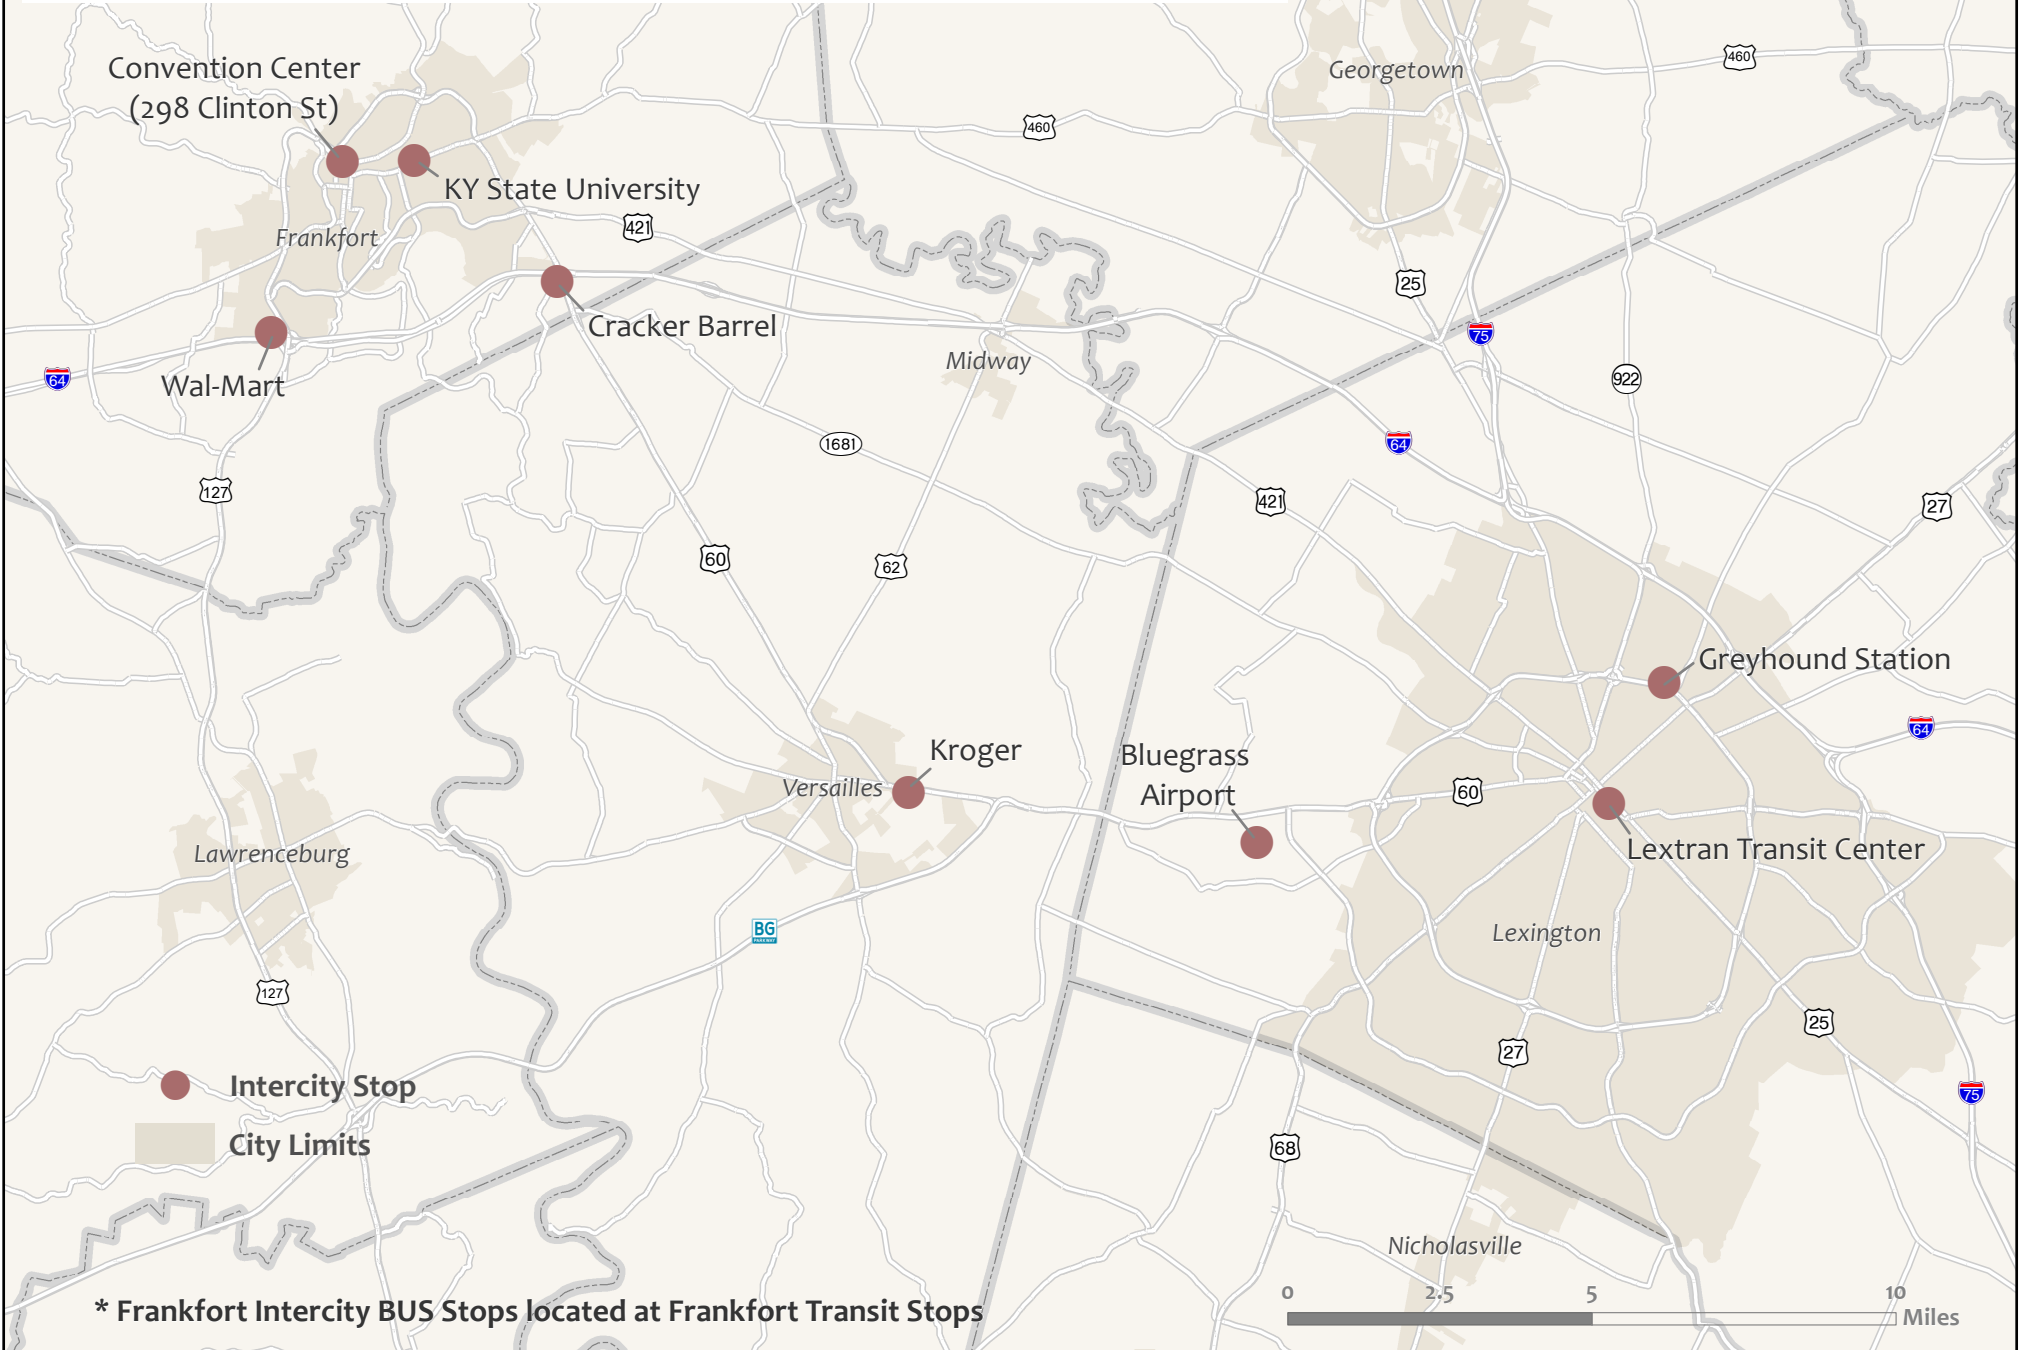 Convention Center
(298 Clinton St)
Georgetown
460
460
KY State University
421
Frankfort
25
Cracker Barrel
75
Midway
64
Wal-Mart
922
1681
64
127
421
27
60
62
Greyhound Station
64
Kroger
Bluegrass
Airport
Versailles
60
Lextran Transit Center
Lawrenceburg
BG
PARKWAY
Lexington
127
25
27
75
Intercity Stop
City Limits
68
Nicholasville
0 2.5 5 10
Miles
* Frankfort Intercity BUS Stops located at Frankfort Transit Stops